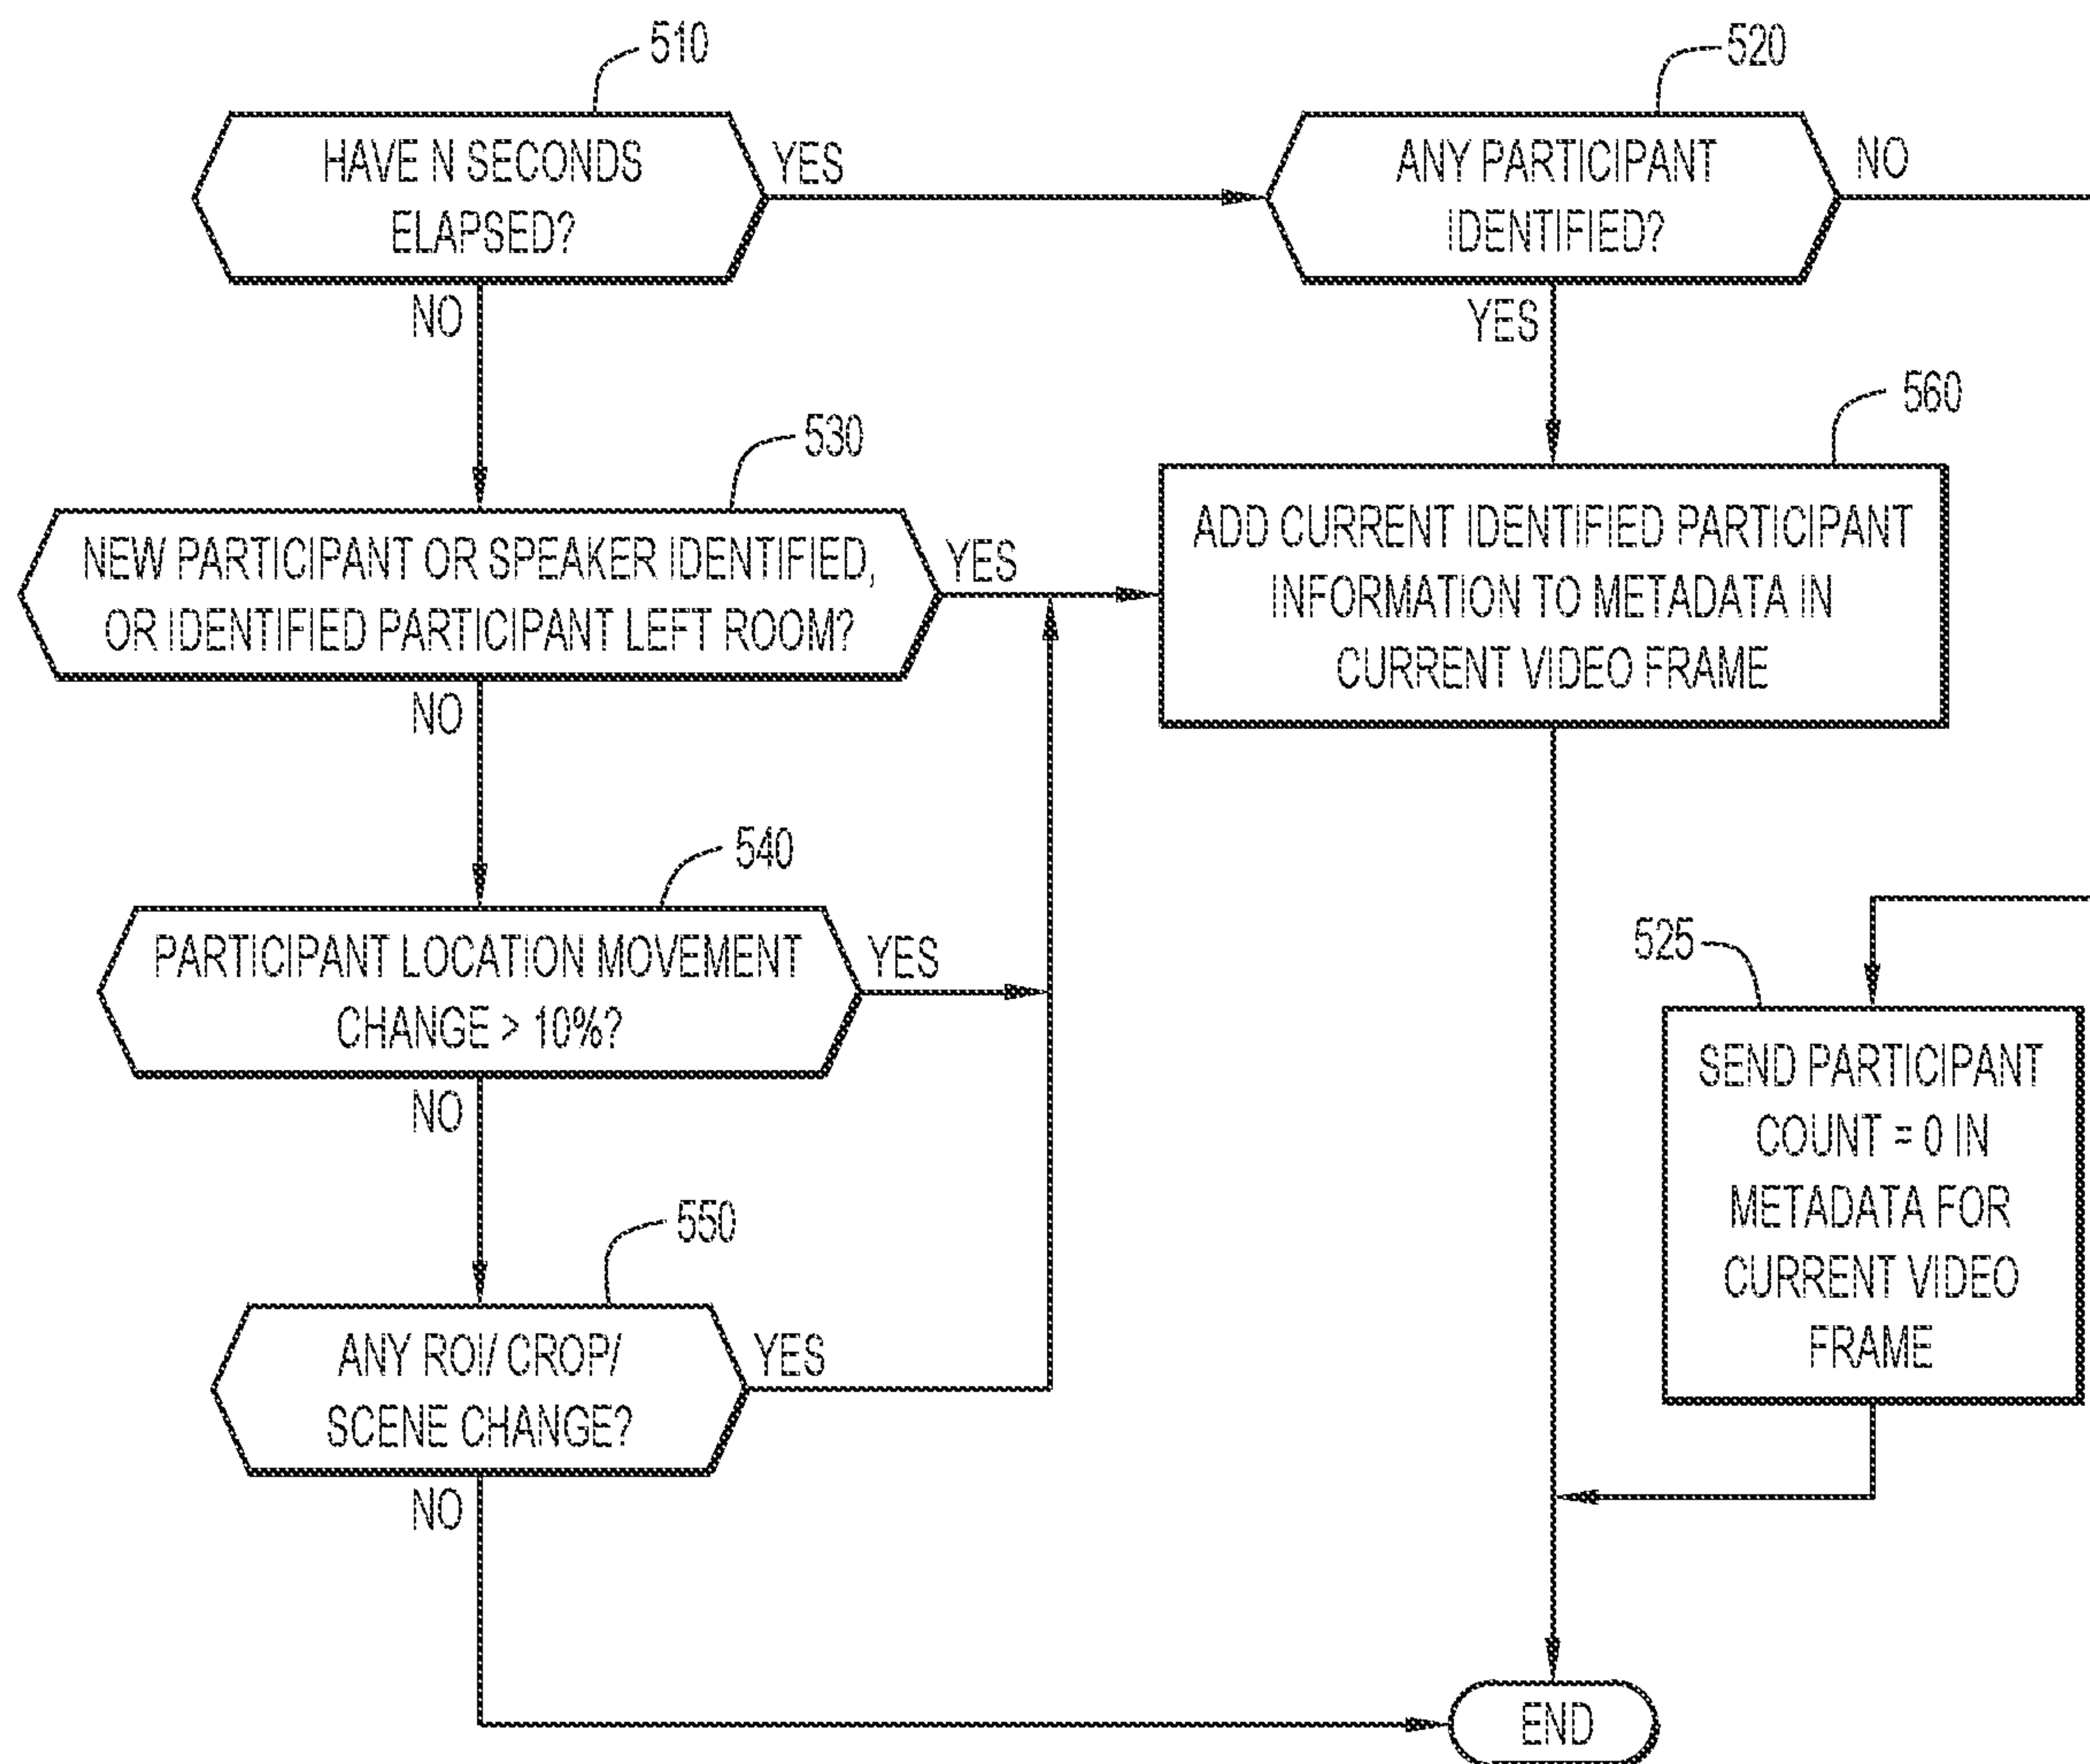 510
HAVE N SECONDS
ELAPSED?
YES
NO
520
ANY PARTICIPANT
IDENTIFIED?
NO
YES
530
NEW PARTICIPANT OR SPEAKER IDENTIFIED,
OR IDENTIFIED PARTICIPANT LEFT ROOM?
YES
NO
560
ADD CURRENT IDENTIFIED PARTICIPANT
INFORMATION TO METADATA IN
CURRENT VIDEO FRAME
540
PARTICIPANT LOCATION MOVEMENT
CHANGE > 10%?
YES
NO
525
SEND PARTICIPANT
COUNT = 0 IN
METADATA FOR
CURRENT VIDEO
FRAME
550
ANY ROI/ CROP/
SCENE CHANGE?
YES
NO
END